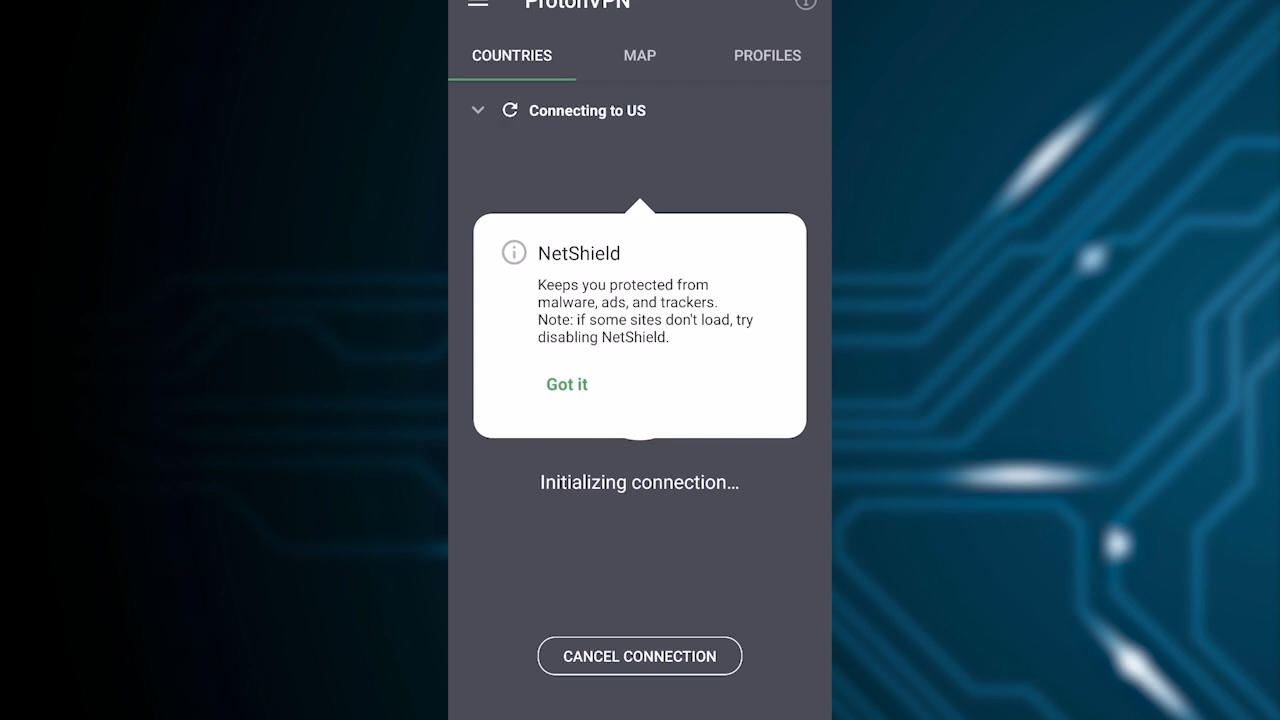 ProtonVPN
COUNTRIES
MAP
PROFILES
Connecting to US
NetShield
Keeps you protected from
malware, ads, and trackers.
Note: if some sites don't load, try
disabling NetShield.
Got it
Initializing connection...
CANCEL CONNECTION